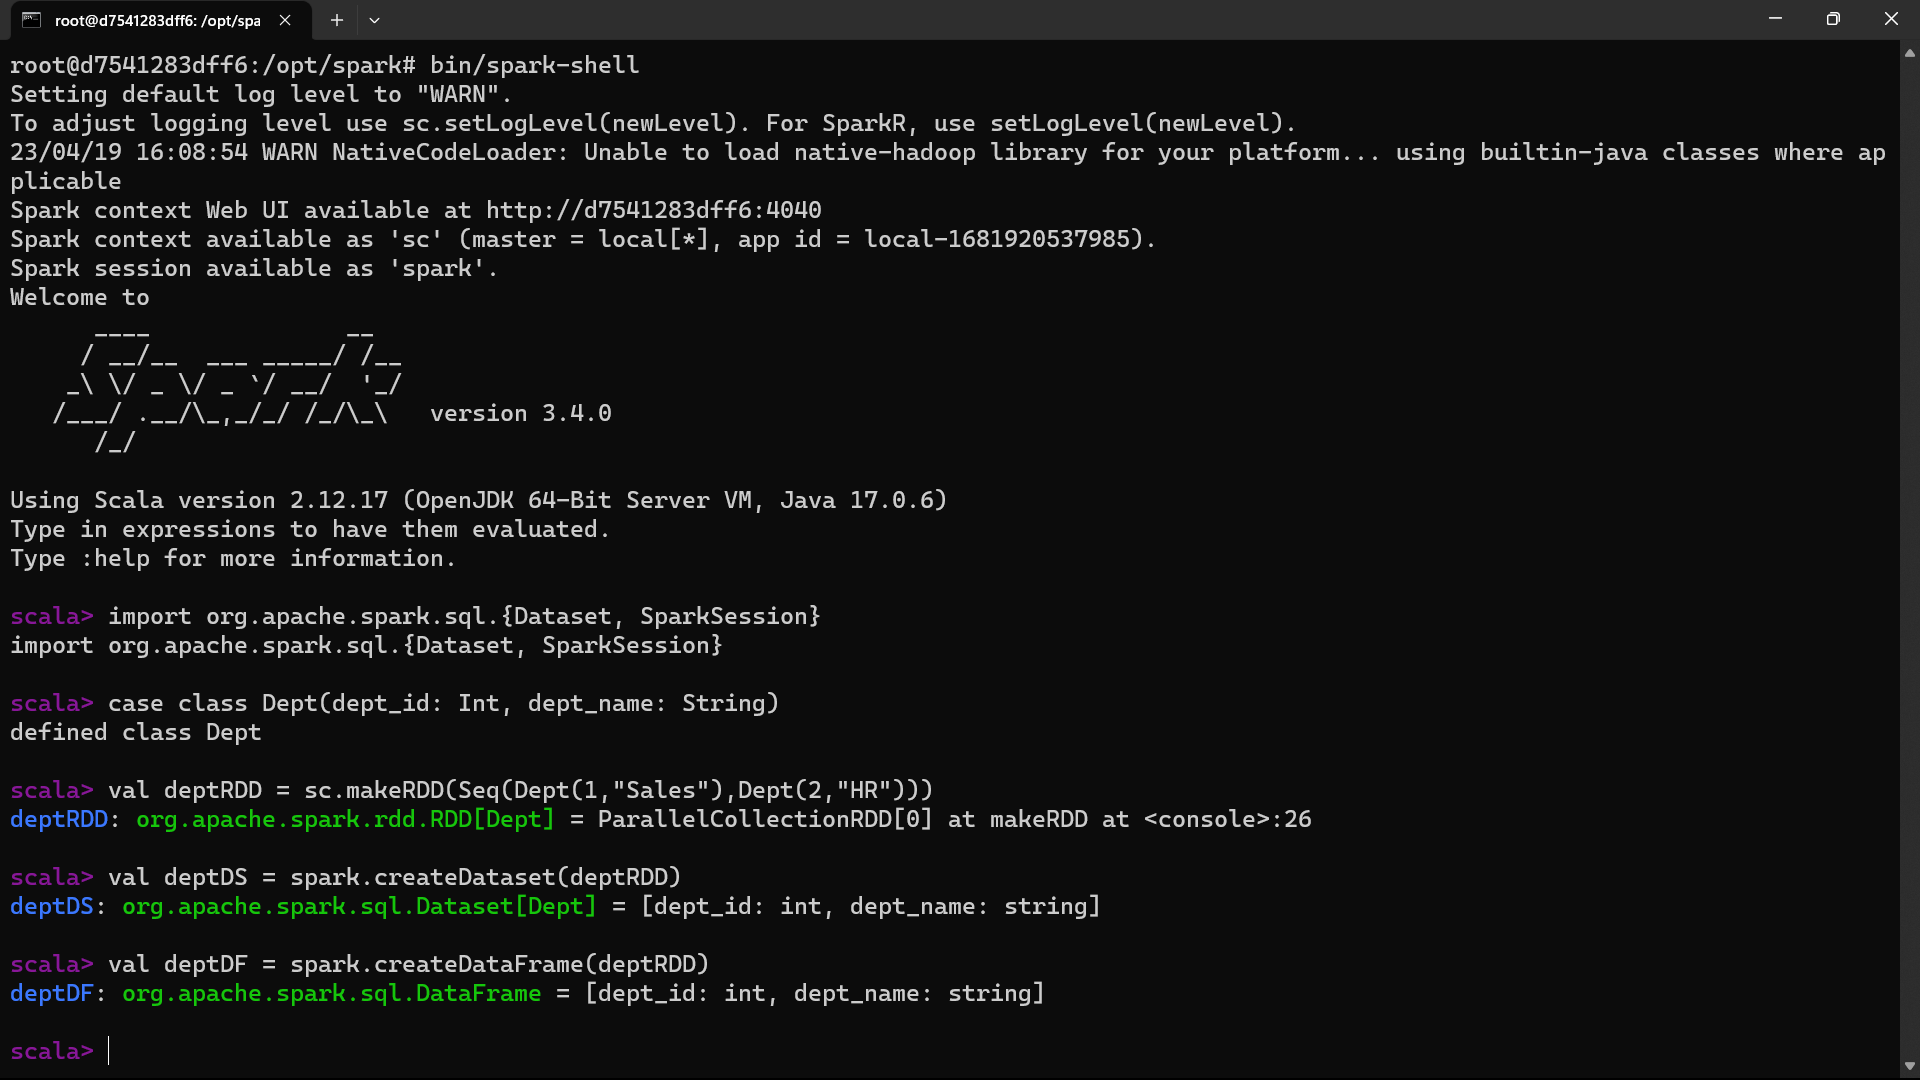 root@d7541283dff6: /opt/spa
root@d7541283dff6:/opt/spark# bin/spark-shell
Setting default log level to "WARN".
To adjust logging level use sc.setLogLevel(newLevel). For SparkR, use setLogLevel(newLevel).
23/04/19 16:08:54 WARN NativeCodeLoader: Unable to load native-hadoop library for your platform... using builtin-java classes where ap
plicable
Spark context Web UI available at http://d7541283dff6:4040
Spark context available as 'sc' (master = local[*], app id = local-1681920537985).
Spark session available as 'spark'.
Welcome to
      ____              __
     / __/__  ___ _____/ /__
    _\ \/ _ \/ _ `/ __/  '_/
   /___/ .__/\_,_/_/ /_/\_\   version 3.4.0
      /_/
Using Scala version 2.12.17 (OpenJDK 64-Bit Server VM, Java 17.0.6)
Type in expressions to have them evaluated.
Type :help for more information.
scala> import org.apache.spark.sql.{Dataset, SparkSession}
import org.apache.spark.sql.{Dataset, SparkSession}
scala> case class Dept(dept_id: Int, dept_name: String)
defined class Dept
scala> val deptRDD = sc.makeRDD(Seq(Dept(1,"Sales"),Dept(2,"HR")))
deptRDD: org.apache.spark.rdd.RDD[Dept] = ParallelCollectionRDD[0] at makeRDD at <console>:26
scala> val deptDS = spark.createDataset(deptRDD)
deptDS: org.apache.spark.sql.Dataset[Dept] = [dept_id: int, dept_name: string]
scala> val deptDF = spark.createDataFrame(deptRDD)
deptDF: org.apache.spark.sql.DataFrame = [dept_id: int, dept_name: string]
scala>